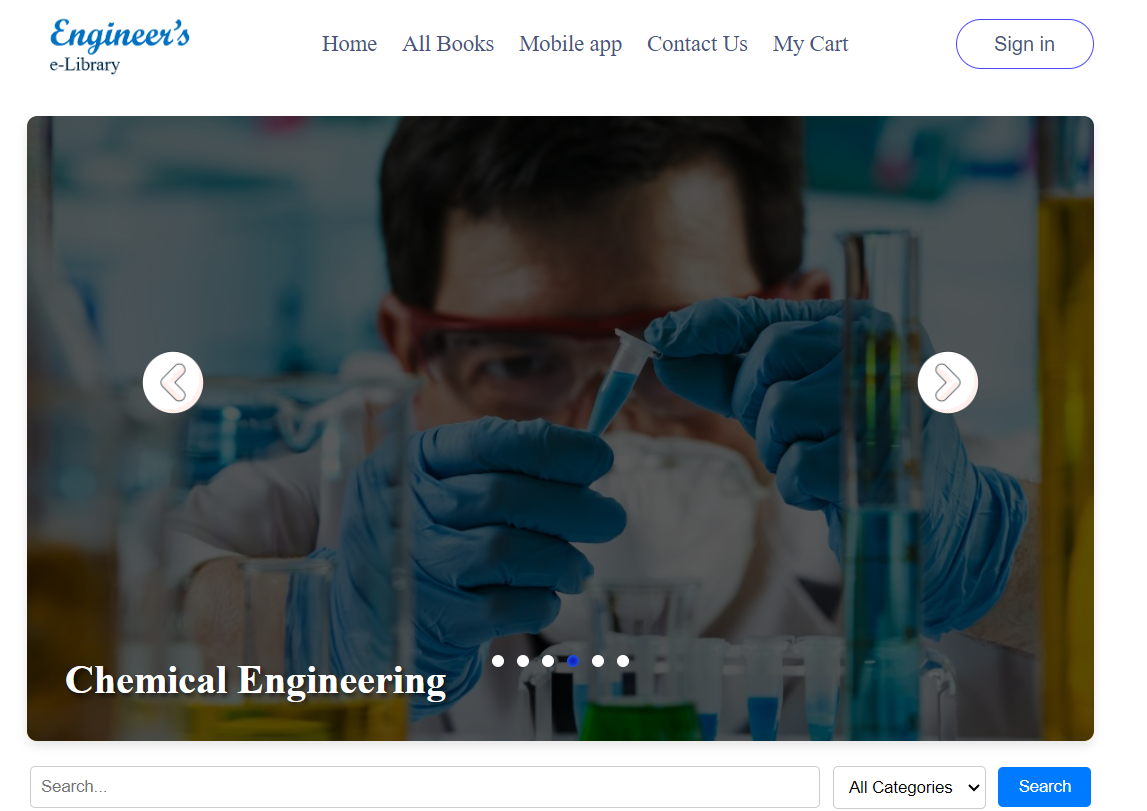 Engineer's
e-Library
Home All Books Mobile app Contact Us My Cart Sign in
Chemical Engineering
Search... All Categories Search